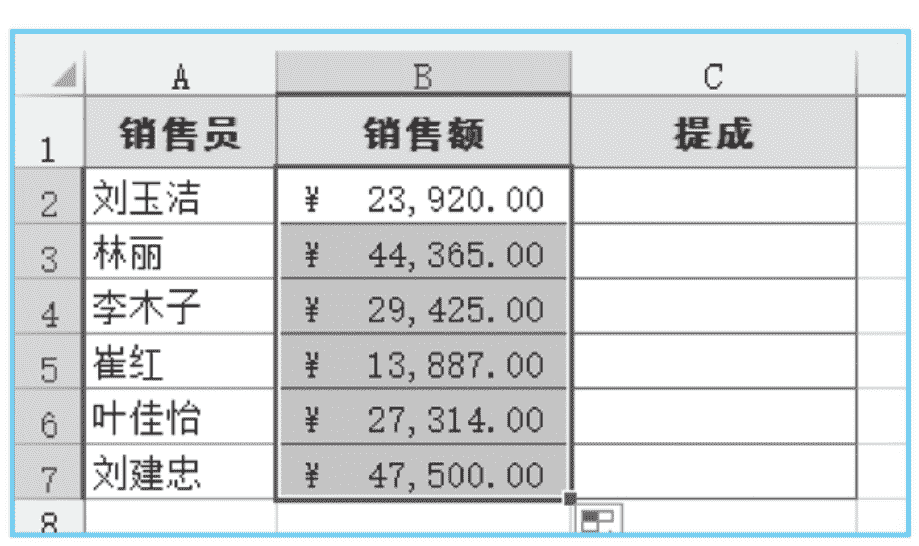 A B C
1 销售员 销售额 提成
2 刘玉洁 ¥ 23,920.00
3 林丽 ¥ 44,365.00
4 李木子 ¥ 29,425.00
5 崔红 ¥ 13,887.00
6 叶佳怡 ¥ 27,314.00
7 刘建忠 ¥ 47,500.00
8